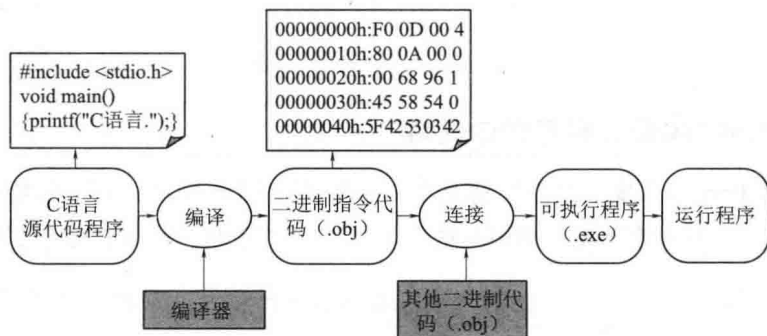 #include <stdio.h>
void main()
{printf("C语言.");}
00000000h:F0 0D 00 4
00000010h:80 0A 00 0
00000020h:00 68 96 1
00000030h:45 58 54 0
00000040h:5F42530342
C语言
源代码程序
编译
二进制指令代
码（.obj）
连接
可执行程序
（.exe）
运行程序
编译器
其他二进制代
码（.obj）